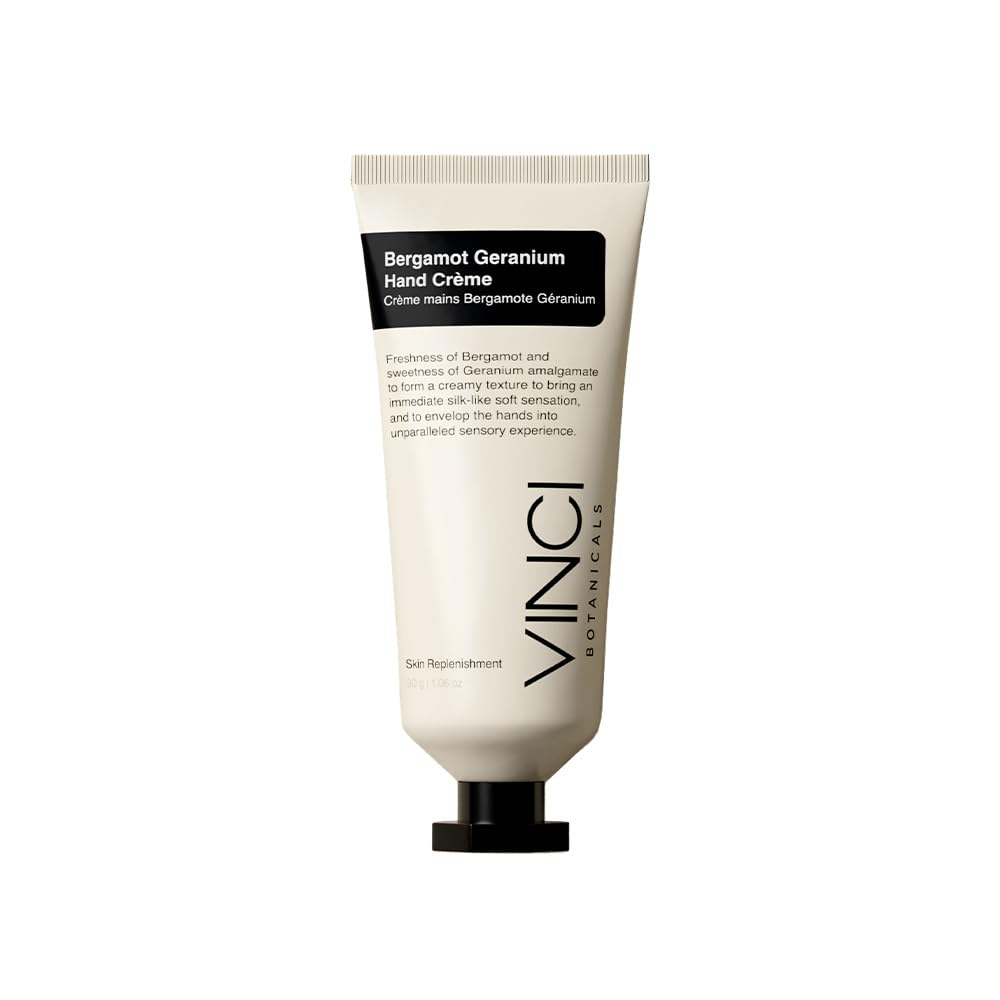 Bergamot Geranium
Hand Crème
Crème mains Bergamote Géranium
Freshness of Bergamot and
sweetness of Geranium amalgamate
to form a creamy texture to bring an
immediate silk-like soft sensation,
and to envelop the hands into
unparalleled sensory experience.
VINCI
BOTANICALS
Skin Replenishment
30 g | 1.06 oz